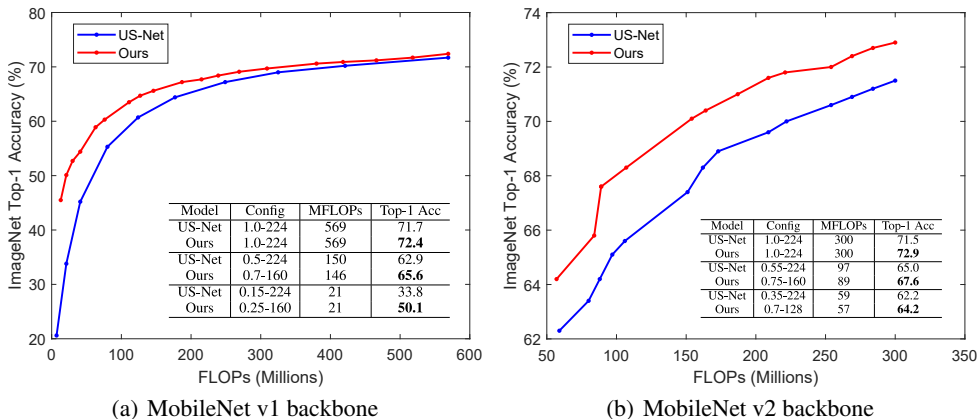 80
70
60
50
40
30
20
ImageNet Top-1 Accuracy (%)
US-Net
Ours
Model Config MFLOPs Top-1 Acc
US-Net 1.0-224 569 71.7
Ours 1.0-224 569 72.4
US-Net 0.5-224 150 62.9
Ours 0.7-160 146 65.6
US-Net 0.15-224 21 33.8
Ours 0.25-160 21 50.1
0 100 200 300 400 500 600
FLOPs (Millions)
(a) MobileNet v1 backbone
74
72
70
68
66
64
62
ImageNet Top-1 Accuracy (%)
US-Net
Ours
Model Config MFLOPs Top-1 Acc
US-Net 1.0-224 300 71.5
Ours 1.0-224 300 72.9
US-Net 0.55-224 97 65.0
Ours 0.75-160 89 67.6
US-Net 0.35-224 59 62.2
Ours 0.7-128 57 64.2
50 100 150 200 250 300 350
FLOPs (Millions)
(b) MobileNet v2 backbone